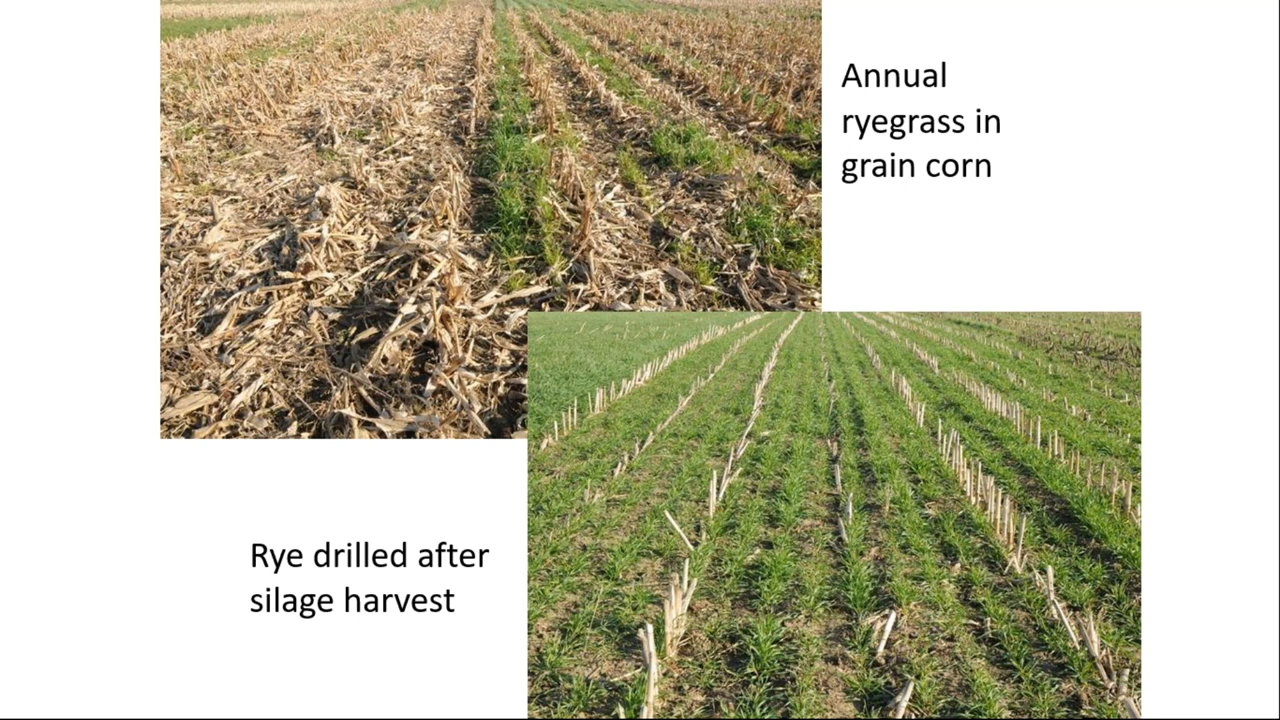 Annual
ryegrass in
grain corn
Rye drilled after
silage harvest